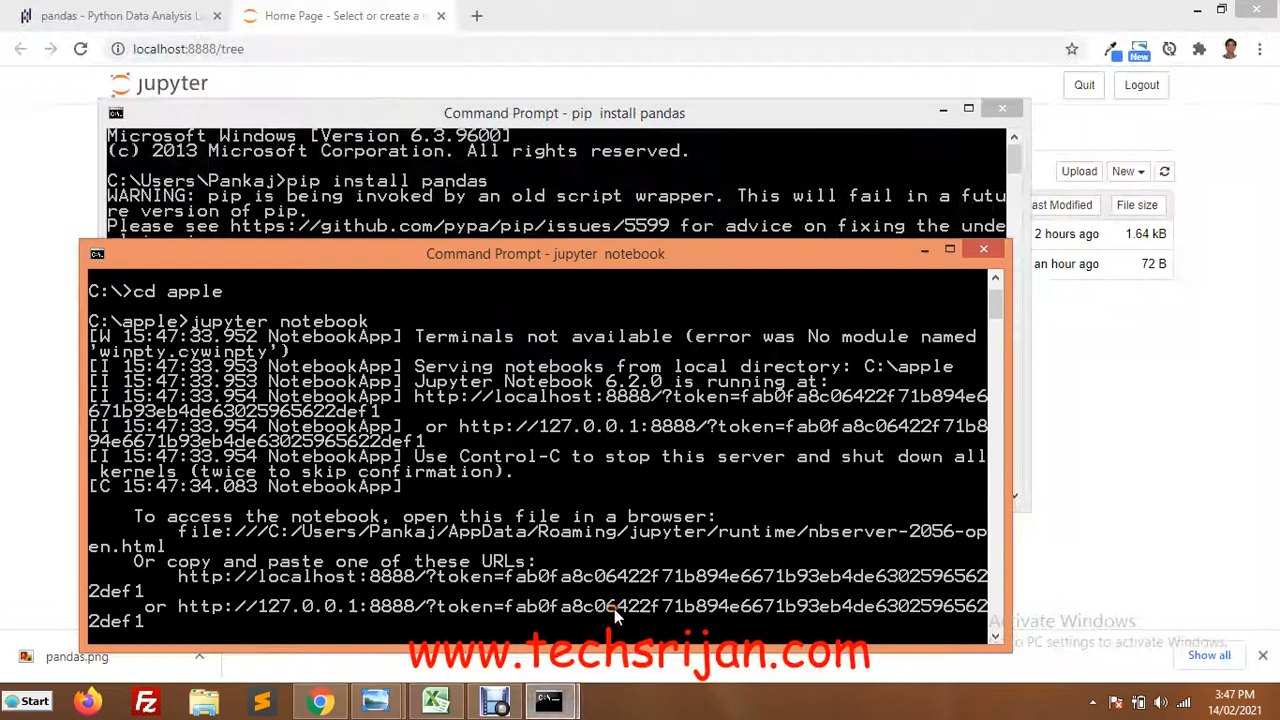 pandas - Python Data Analysis L
Home Page - Select or create a n
localhost:8888/tree
New
jupyter
Quit
Logout
Command Prompt - pip install pandas
Microsoft Windows [Version 6.3.9600]
(c) 2013 Microsoft Corporation. All rights reserved.
C:\Users\Pankaj>pip install pandas
WARNING: pip is being invoked by an old script wrapper. This will fail in a futu
re version of pip.
Please see https://github.com/pypa/pip/issues/5599 for advice on fixing the unde
Upload
New
ast Modified
File size
2 hours ago
1.64 kB
an hour ago
72 B
Command Prompt - jupyter notebook
C:\>cd apple
C:\apple>jupyter notebook
[W 15:47:33.952 NotebookApp] Terminals not available (error was No module named
'winpty.cywinpty')
[I 15:47:33.953 NotebookApp] Serving notebooks from local directory: C:\apple
[I 15:47:33.953 NotebookApp] Jupyter Notebook 6.2.0 is running at:
[I 15:47:33.954 NotebookApp] http://localhost:8888/?token=fab0fa8c06422f71b894e6
671b93eb4de63025965622def1
[I 15:47:33.954 NotebookApp]  or http://127.0.0.1:8888/?token=fab0fa8c06422f71b8
94e6671b93eb4de63025965622def1
[I 15:47:33.954 NotebookApp] Use Control-C to stop this server and shut down all
kernels (twice to skip confirmation).
[C 15:47:34.083 NotebookApp]
To access the notebook, open this file in a browser:
file:///C:/Users/Pankaj/AppData/Roaming/jupyter/runtime/nbserver-2056-op
en.html
Or copy and paste one of these URLs:
http://localhost:8888/?token=fab0fa8c06422f71b894e6671b93eb4de6302596562
2def1
or http://127.0.0.1:8888/?token=fab0fa8c06422f71b894e6671b93eb4de6302596562
2def1
Activate Windows
to PC settings to activate Windows.
www.techsrijan.com
pandas.png
Show all
Start
3:47 PM
14/02/2021